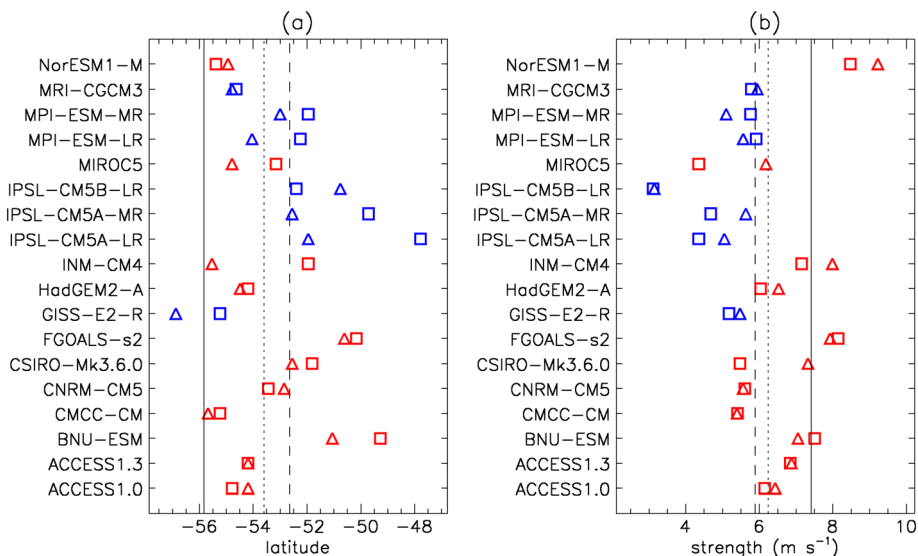 (a)
NorESM1-M
MRI-CGCM3
MPI-ESM-MR
MPI-ESM-LR
MIROC5
IPSL-CM5B-LR
IPSL-CM5A-MR
IPSL-CM5A-LR
INM-CM4
HadGEM2-A
GISS-E2-R
FGOALS-s2
CSIRO-Mk3.6.0
CNRM-CM5
CMCC-CM
BNU-ESM
ACCESS1.3
ACCESS1.0
-56 -54 -52 -50 -48
latitude
(b)
NorESM1-M
MRI-CGCM3
MPI-ESM-MR
MPI-ESM-LR
MIROC5
IPSL-CM5B-LR
IPSL-CM5A-MR
IPSL-CM5A-LR
INM-CM4
HadGEM2-A
GISS-E2-R
FGOALS-s2
CSIRO-Mk3.6.0
CNRM-CM5
CMCC-CM
BNU-ESM
ACCESS1.3
ACCESS1.0
4 6 8 10
strength (m s⁻¹)